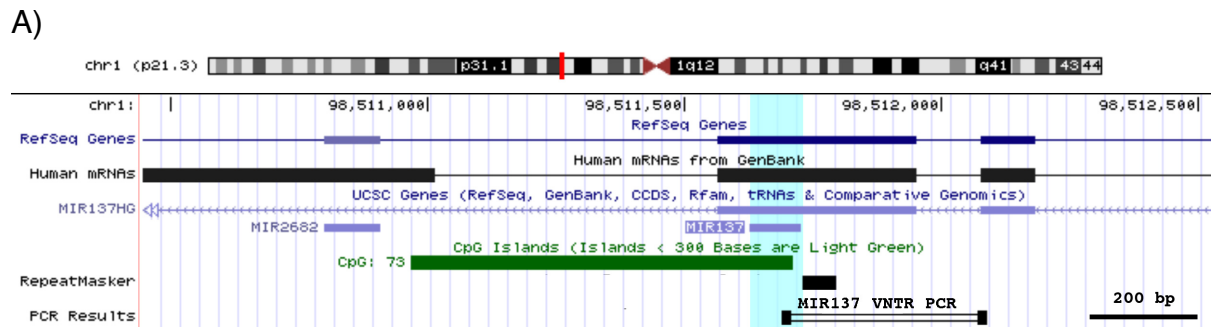 A)
chr1 (p21.3) p31.1 1q12 q41 43 44
chr1: 98,511,000| 98,511,500| 98,512,000| 98,512,500|
RefSeq Genes
RefSeq Genes
Human mRNAs from GenBank
Human mRNAs
UCSC Genes (RefSeq, GenBank, CCDS, Rfam, tRNAs & Comparative Genomics)
MIR137HG
MIR2682 MIR137
CpG Islands (Islands < 300 Bases are Light Green)
CpG: 73
RepeatMasker
MIR137 VNTR PCR 200 bp
PCR Results